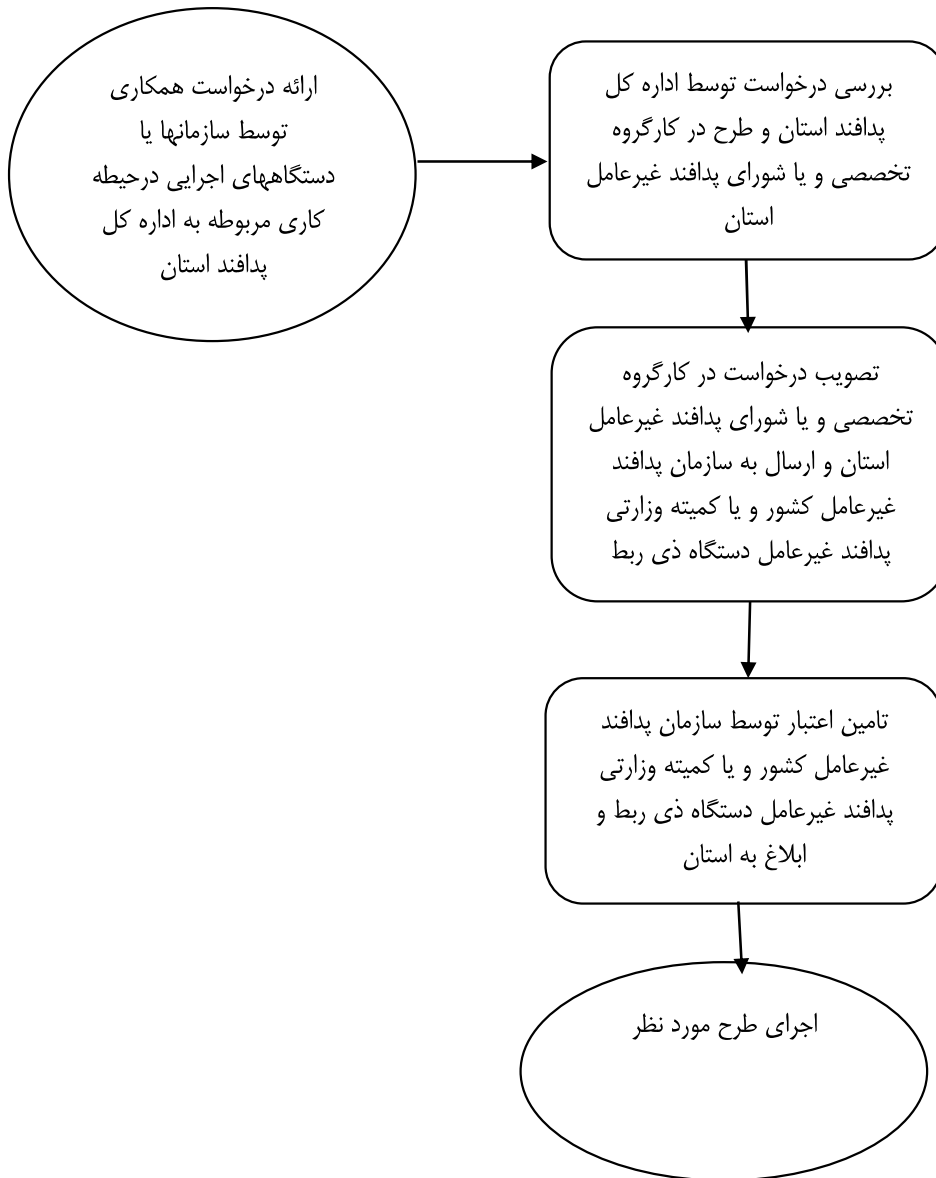 ارائه درخواست همکاری
توسط سازمانها یا
دستگاههای اجرایی درحیطه
کاری مربوطه به اداره کل
پدافند استان
بررسی درخواست توسط اداره کل
پدافند استان و طرح در کارگروه
تخصصی و یا شورای پدافند غیرعامل
استان
تصویب درخواست در کارگروه
تخصصی و یا شورای پدافند غیرعامل
استان و ارسال به سازمان پدافند
غیرعامل کشور و یا کمیته وزارتی
پدافند غیرعامل دستگاه ذی ربط
تامین اعتبار توسط سازمان پدافند
غیرعامل کشور و یا کمیته وزارتی
پدافند غیرعامل دستگاه ذی ربط و
ابلاغ به استان
اجرای طرح مورد نظر